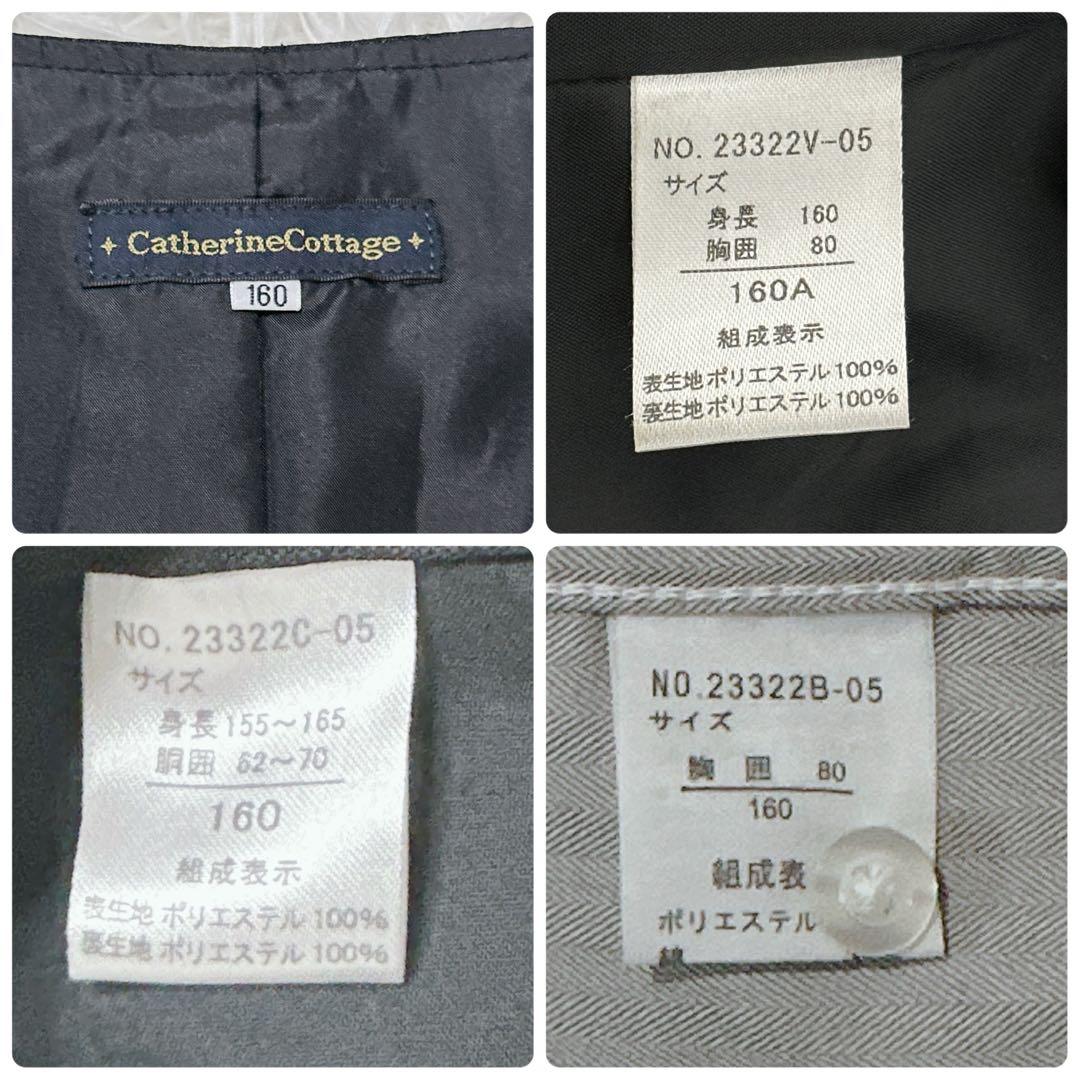 CatherineCottage
160
NO. 23322V-05
サイズ
身長 160
胸囲 80
160A
組成表示
表生地 ポリエステル 100%
裏生地 ポリエステル 100%
NO. 23322C-05
サイズ
身長 155～165
胴囲 62～70
160
組成表示
表生地 ポリエステル 100%
裏生地 ポリエステル 100%
NO. 23322B-05
サイズ
胸囲 80
160
組成表
ポリエステル
綿